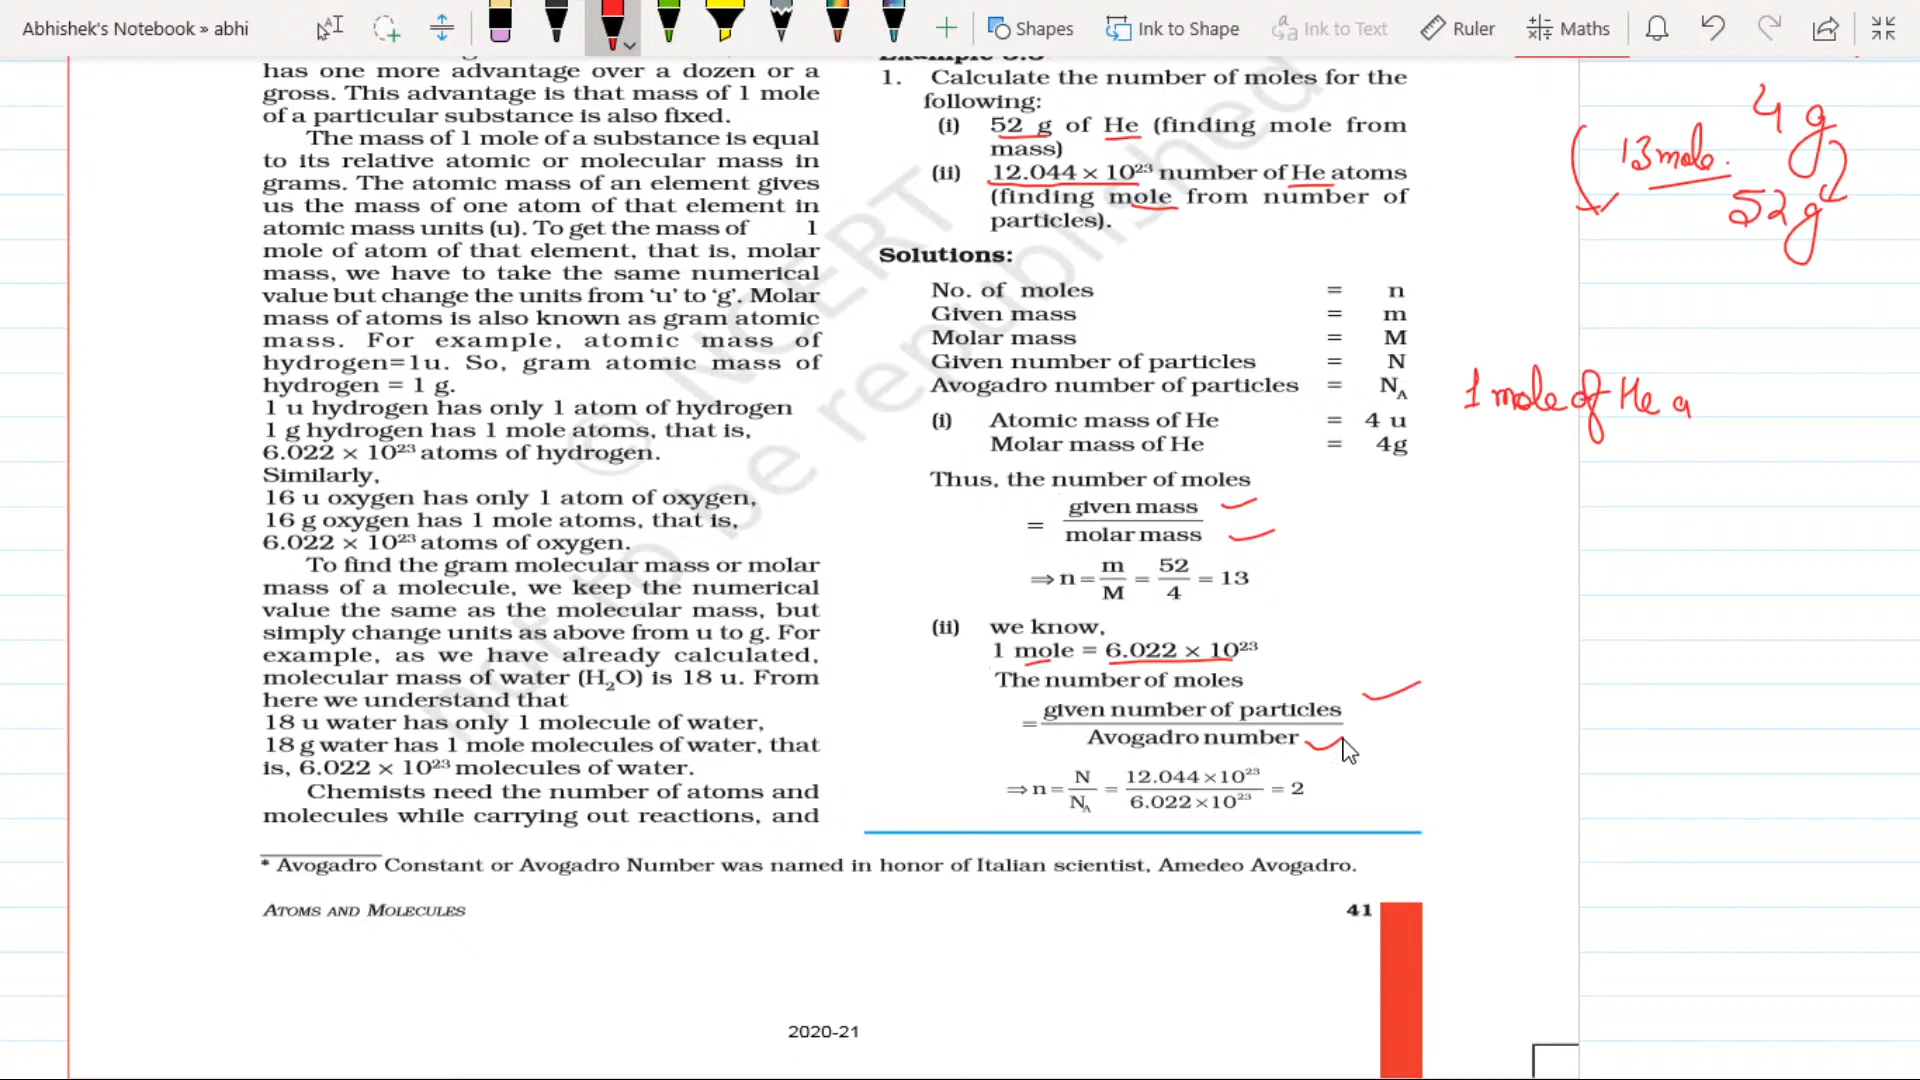 Abhishek's Notebook » abhi
Shapes
Ink to Shape
Ink to Text
Ruler
Maths
has one more advantage over a dozen or a
gross. This advantage is that mass of 1 mole
of a particular substance is also fixed.
The mass of 1 mole of a substance is equal
to its relative atomic or molecular mass in
grams. The atomic mass of an element gives
us the mass of one atom of that element in
atomic mass units (u). To get the mass of 1
mole of atom of that element, that is, molar
mass, we have to take the same numerical
value but change the units from ‘u’ to ‘g’. Molar
mass of atoms is also known as gram atomic
mass. For example, atomic mass of
hydrogen=1u. So, gram atomic mass of
hydrogen = 1 g.
1 u hydrogen has only 1 atom of hydrogen
1 g hydrogen has 1 mole atoms, that is,
6.022 × 10²³ atoms of hydrogen.
Similarly,
16 u oxygen has only 1 atom of oxygen,
16 g oxygen has 1 mole atoms, that is,
6.022 × 10²³ atoms of oxygen.
To find the gram molecular mass or molar
mass of a molecule, we keep the numerical
value the same as the molecular mass, but
simply change units as above from u to g. For
example, as we have already calculated,
molecular mass of water (H₂O) is 18 u. From
here we understand that
18 u water has only 1 molecule of water,
18 g water has 1 mole molecules of water, that
is, 6.022 × 10²³ molecules of water.
Chemists need the number of atoms and
molecules while carrying out reactions, and
1. Calculate the number of moles for the
following:
(i) 52 g of He (finding mole from
mass)
(ii) 12.044 × 10²³ number of He atoms
(finding mole from number of
particles).
Solutions:
No. of moles = n
Given mass = m
Molar mass = M
Given number of particles = N
Avogadro number of particles = N_A
(i) Atomic mass of He = 4 u
Molar mass of He = 4g
Thus, the number of moles
= given mass
molar mass
⇒ n = m/M = 52/4 = 13
(ii) we know,
1 mole = 6.022 × 10²³
The number of moles
= given number of particles
Avogadro number
⇒ n = N/N_A = 12.044×10²³/6.022×10²³ = 2
4 g
13 mole.
52 g
1 mole of He a
* Avogadro Constant or Avogadro Number was named in honor of Italian scientist, Amedeo Avogadro.
ATOMS AND MOLECULES
41
2020-21
© NCERT
not to be republished